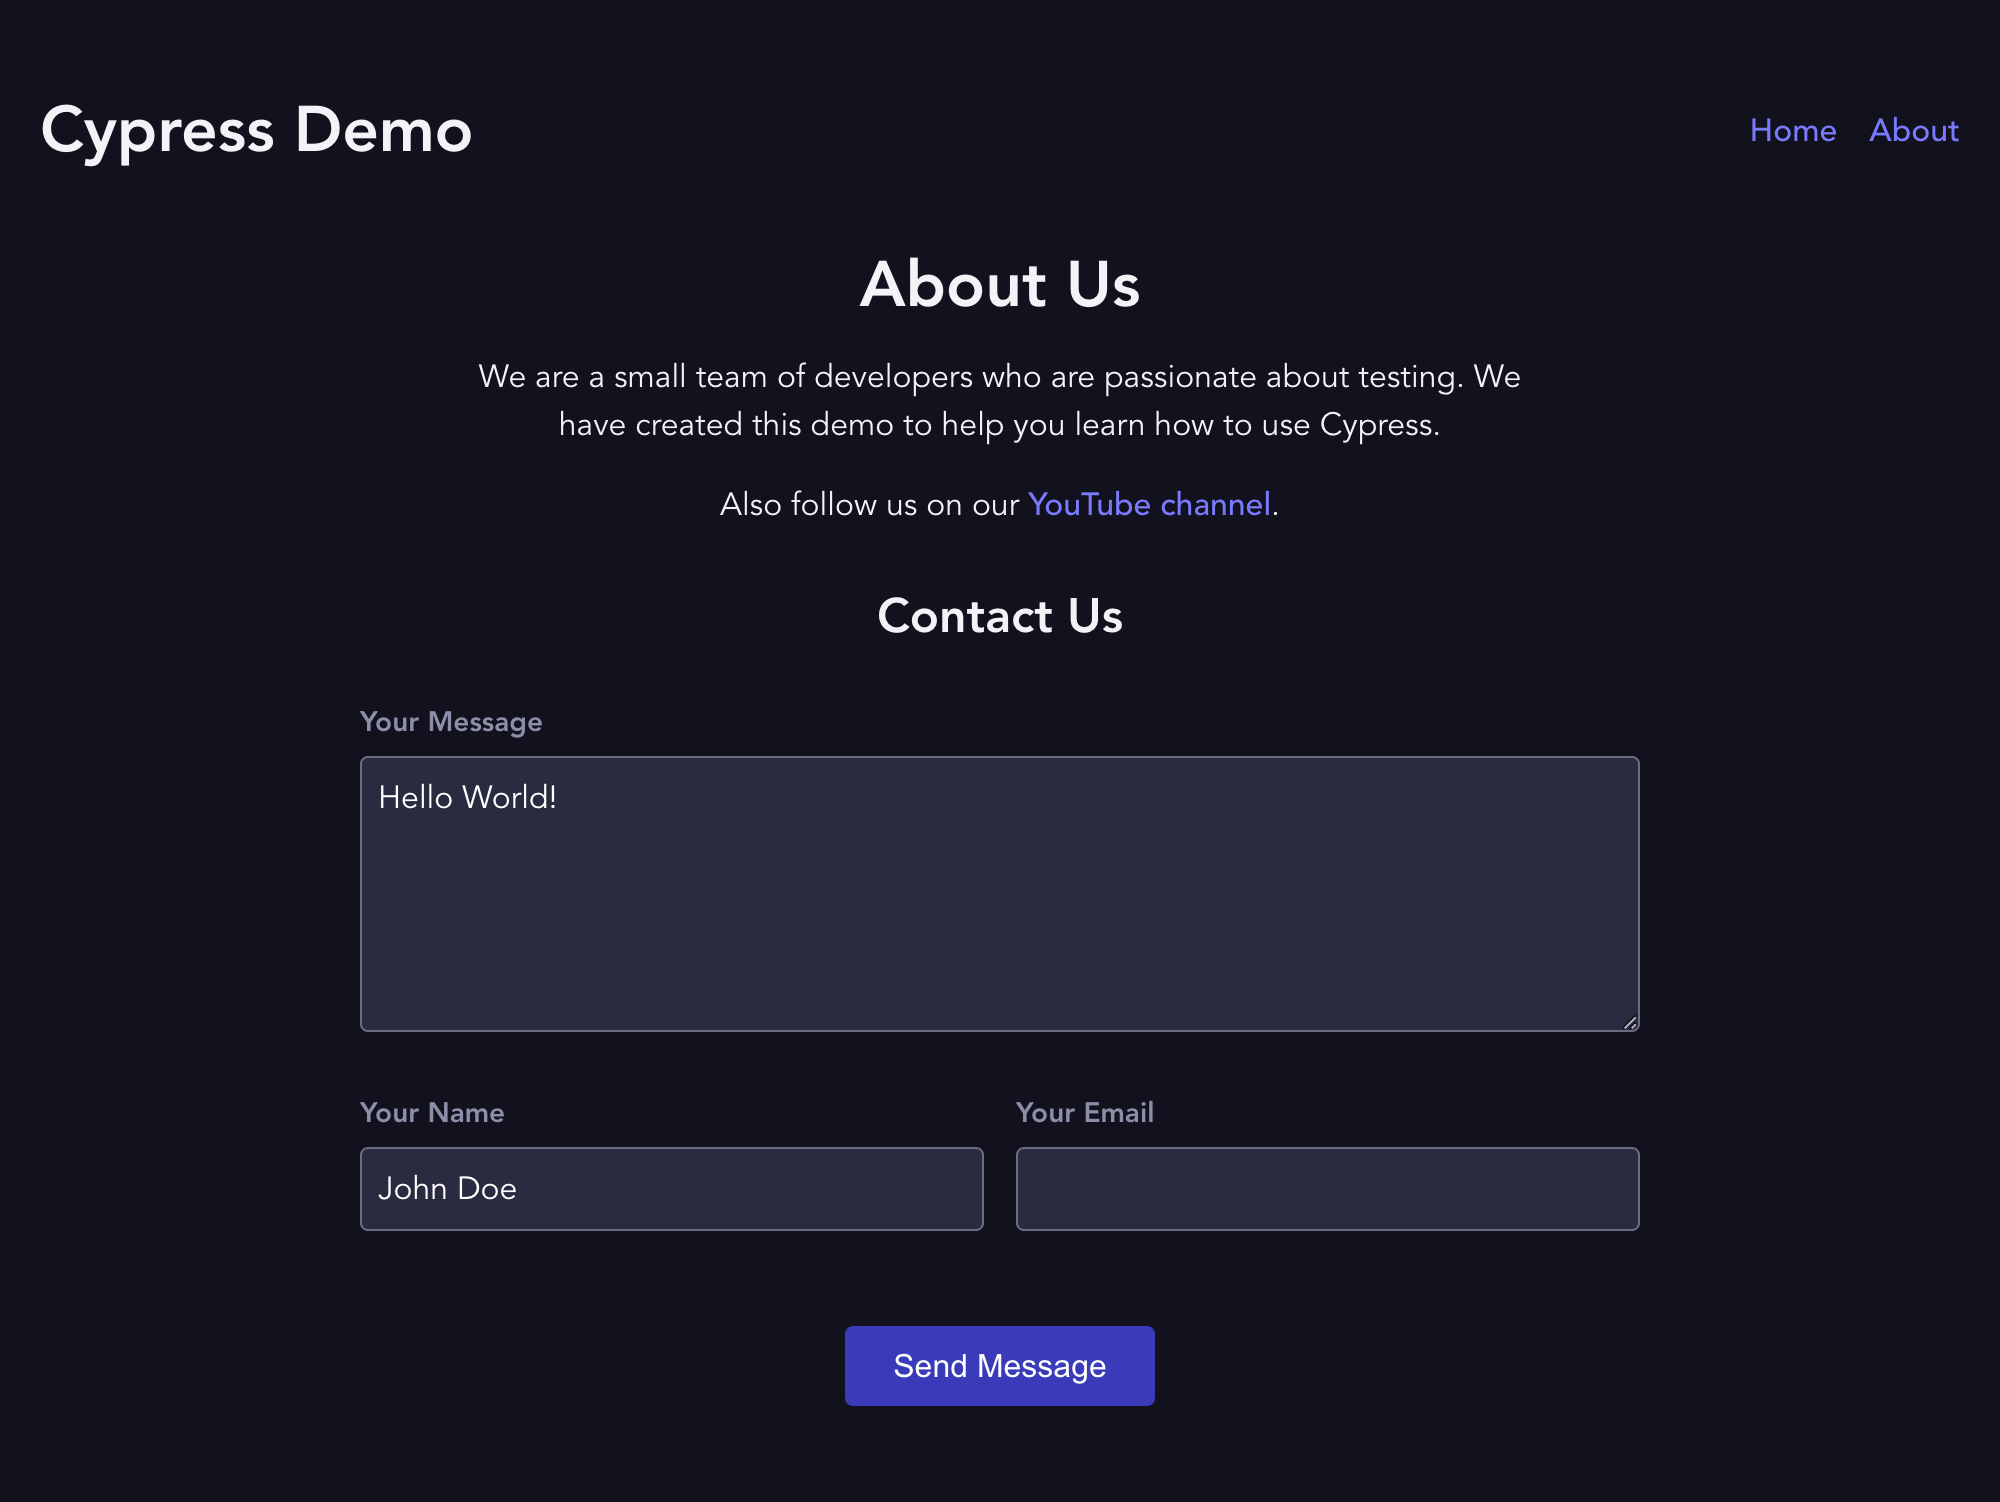 Cypress Demo
Home About
About Us
We are a small team of developers who are passionate about testing. We
have created this demo to help you learn how to use Cypress.
Also follow us on our YouTube channel.
Contact Us
Your Message
Hello World!
Your Name
Your Email
John Doe
Send Message